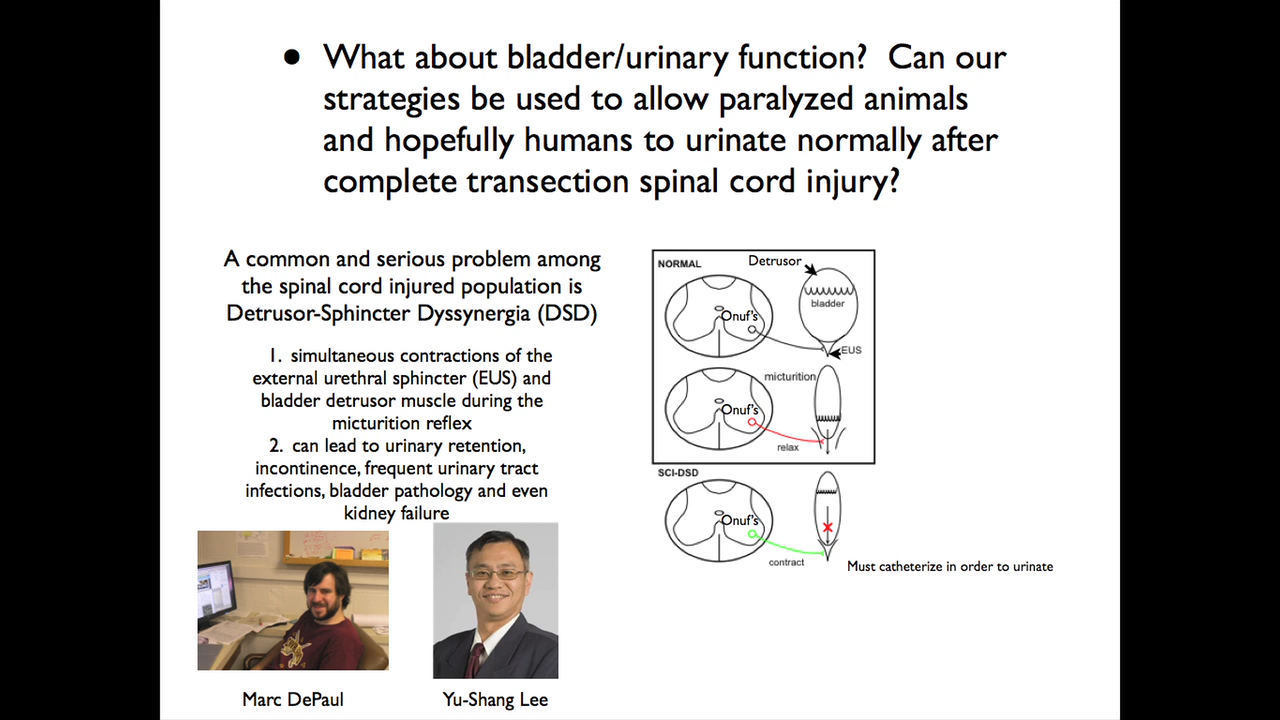 • What about bladder/urinary function? Can our
strategies be used to allow paralyzed animals
and hopefully humans to urinate normally after
complete transection spinal cord injury?
A common and serious problem among
the spinal cord injured population is
Detrusor-Sphincter Dyssynergia (DSD)
1. simultaneous contractions of the
external urethral sphincter (EUS) and
bladder detrusor muscle during the
micturition reflex
2. can lead to urinary retention,
incontinence, frequent urinary tract
infections, bladder pathology and even
kidney failure
Marc DePaul
Yu-Shang Lee
NORMAL
Detrusor
bladder
Onuf's
EUS
micturition
Onuf's
relax
SCI-DSD
Onuf's
contract
Must catheterize in order to urinate